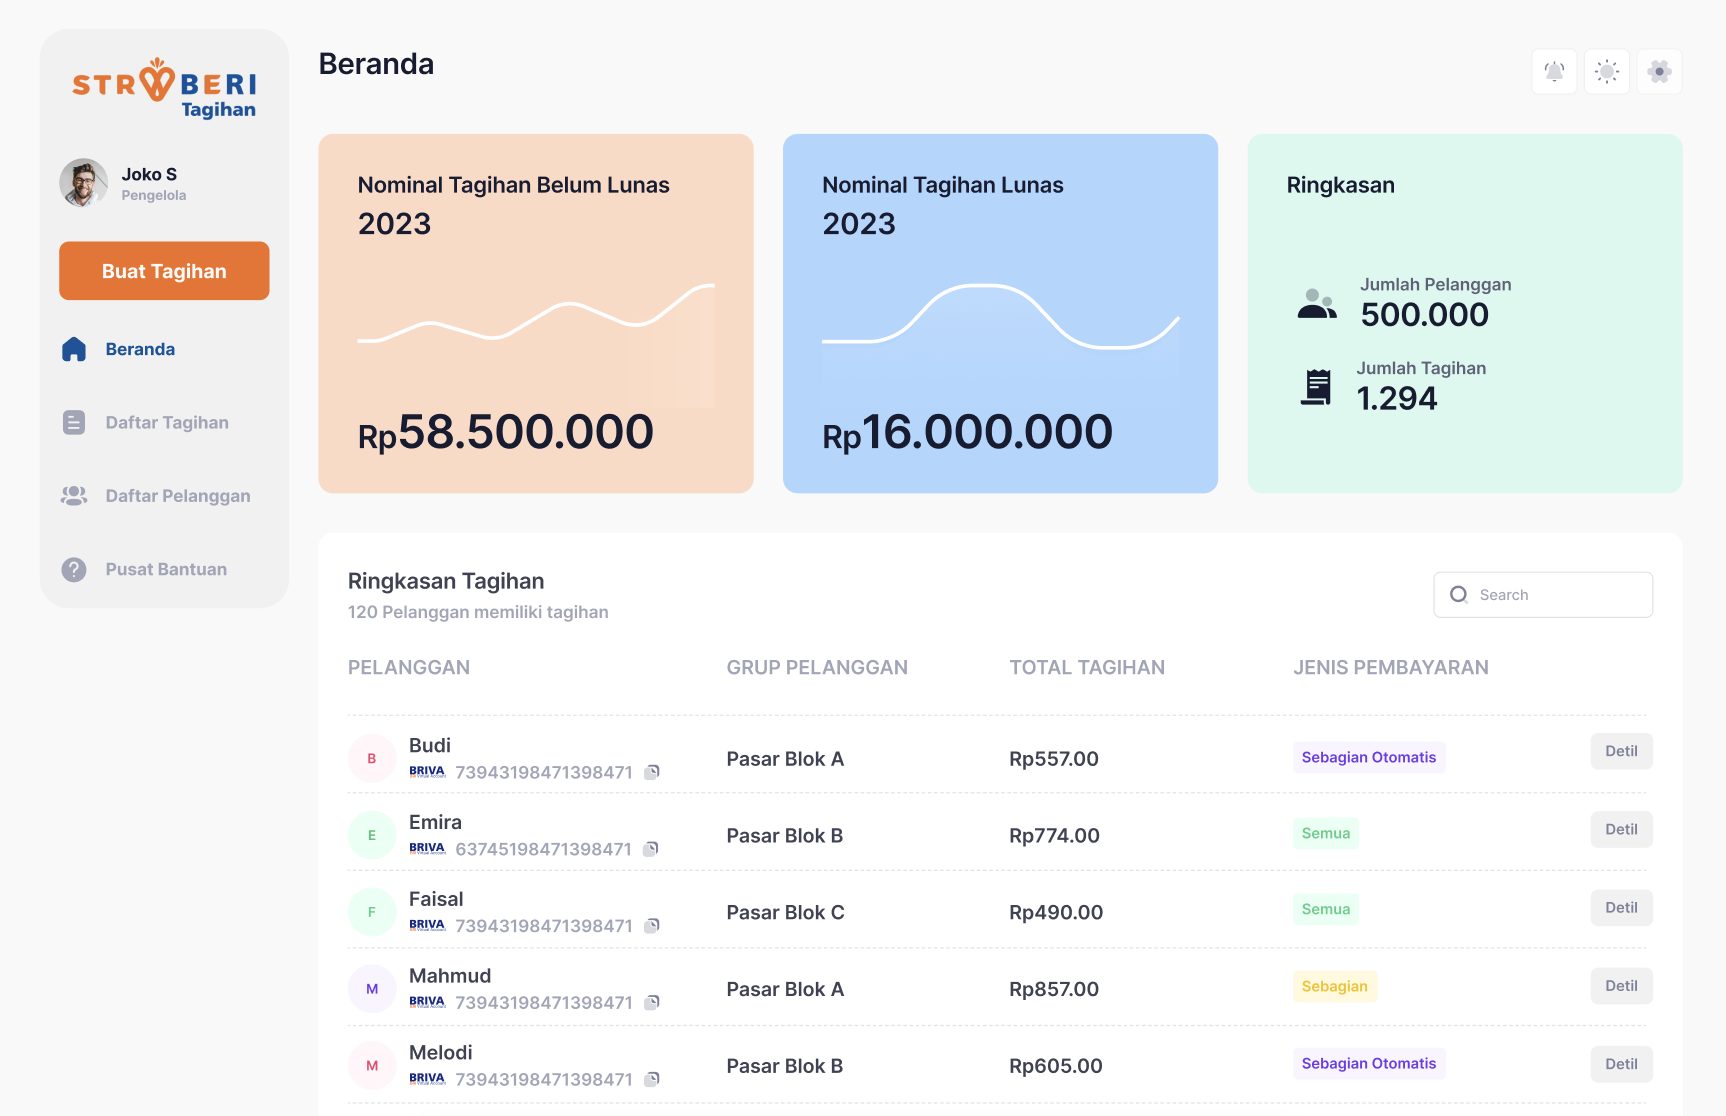 STRWBERI
Tagihan
Joko S
Pengelola
Buat Tagihan
Beranda
Daftar Tagihan
Daftar Pelanggan
Pusat Bantuan
Beranda
Nominal Tagihan Belum Lunas
2023
Rp58.500.000
Nominal Tagihan Lunas
2023
Rp16.000.000
Ringkasan
Jumlah Pelanggan
500.000
Jumlah Tagihan
1.294
Ringkasan Tagihan
120 Pelanggan memiliki tagihan
Search
PELANGGAN GRUP PELANGGAN TOTAL TAGIHAN JENIS PEMBAYARAN
B Budi Pasar Blok A Rp557.00 Sebagian Otomatis Detil
BRIVA 73943198471398471
E Emira Pasar Blok B Rp774.00 Semua Detil
BRIVA 63745198471398471
F Faisal Pasar Blok C Rp490.00 Semua Detil
BRIVA 73943198471398471
M Mahmud Pasar Blok A Rp857.00 Sebagian Detil
BRIVA 73943198471398471
M Melodi Pasar Blok B Rp605.00 Sebagian Otomatis Detil
BRIVA 73943198471398471